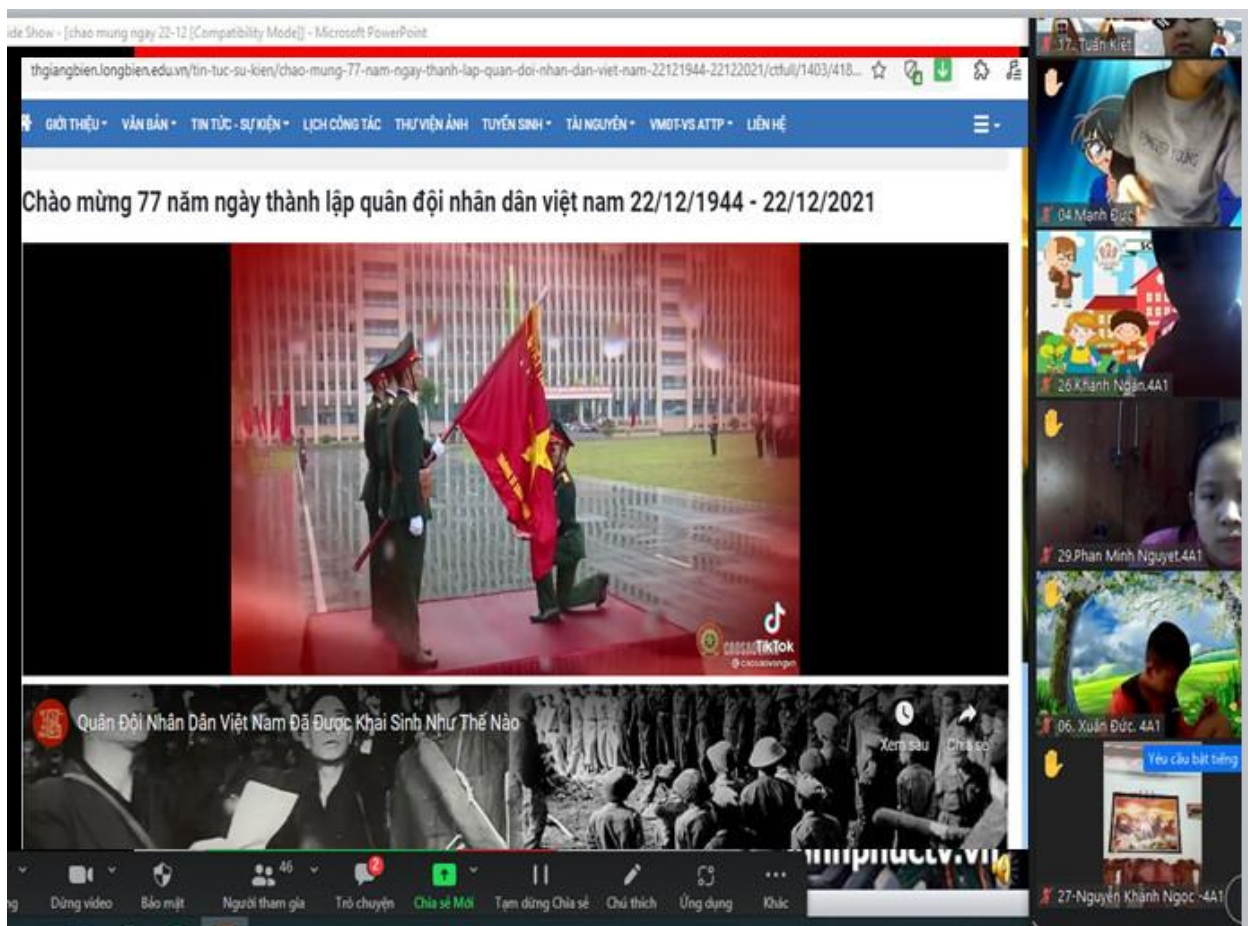 ide Show - [chao mung ngay 22-12 [Compatibility Mode]] - Microsoft PowerPoint
thgiangbien.longbien.edu.vn/tin-tuc-su-kien/chao-mung-77-nam-ngay-thanh-lap-quan-doi-nhan-dan-viet-nam-22121944-22122021/ctfull/1403/418...
GIỚI THIỆU VĂN BẢN TIN TỨC - SỰ KIỆN LỊCH CÔNG TÁC THƯ VIỆN ẢNH TUYỂN SINH TÀI NGUYÊN VMĐT-VS ATTP LIÊN HỆ
Chào mừng 77 năm ngày thành lập quân đội nhân dân việt nam 22/12/1944 - 22/12/2021
TikTok
@caosaovangvn
Quân Đội Nhân Dân Việt Nam Đã Được Khai Sinh Như Thế Nào
Xem sau Chia sẻ
46
2
Dừng video Bảo mật Người tham gia Trò chuyện Chia sẻ Mới Tạm dừng Chia sẻ Chú thích Ứng dụng Khác
17. Tuấn Kiệt
04.Mạnh Đức
26.Khánh Ngân.4A1
29.Phan Minh Nguyet.4A1
06. Xuân Đức. 4A1
Yêu cầu bật tiếng
27-Nguyễn Khánh Ngọc -4A1